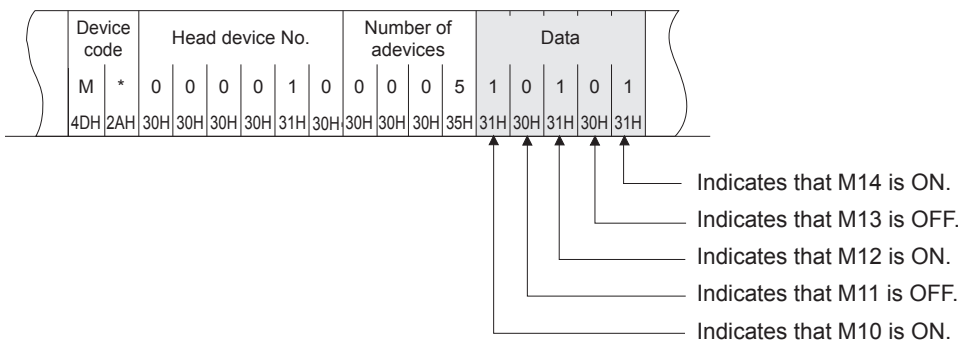 Device code Head device No. Number of adevices Data
M * 0 0 0 0 1 0 0 0 0 5 1 0 1 0 1
4DH 2AH 30H 30H 30H 30H 31H 30H 30H 30H 30H 35H 31H 30H 31H 30H 31H
Indicates that M14 is ON.
Indicates that M13 is OFF.
Indicates that M12 is ON.
Indicates that M11 is OFF.
Indicates that M10 is ON.